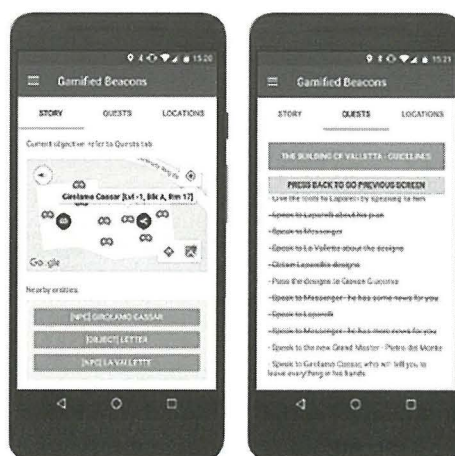 15:20
Gamified Beacons
STORY QUESTS LOCATIONS
Current objective: refer to Quests tab
Girolamo Cassar [Lvl -1, Blk A, Rm 17]
Google
Nearby entities
[NPC] GIROLAMO CASSAR
[OBJECT] LETTER
[NPC] LA VALLETTE
15:21
Gamified Beacons
STORY QUESTS LOCATIONS
THE BUILDING OF VALLETTA - GUIDELINES
PRESS BACK TO GO PREVIOUS SCREEN
- Give the tools to Laparelli by speaking to him
- Speak to Laparelli about his plan
- Speak to Messenger
- Speak to La Vallette about the designs
- Obtain Laparelli's designs
- Pass the designs to Girolamo
- Speak to Messenger - he has some news for you
- Speak to Laparelli
- Speak to Messenger - he has more news for you
- Speak to the new Grand Master - Pietro del Monte
- Speak to Girolamo Cassar, who will tell you to
leave everything in his hands